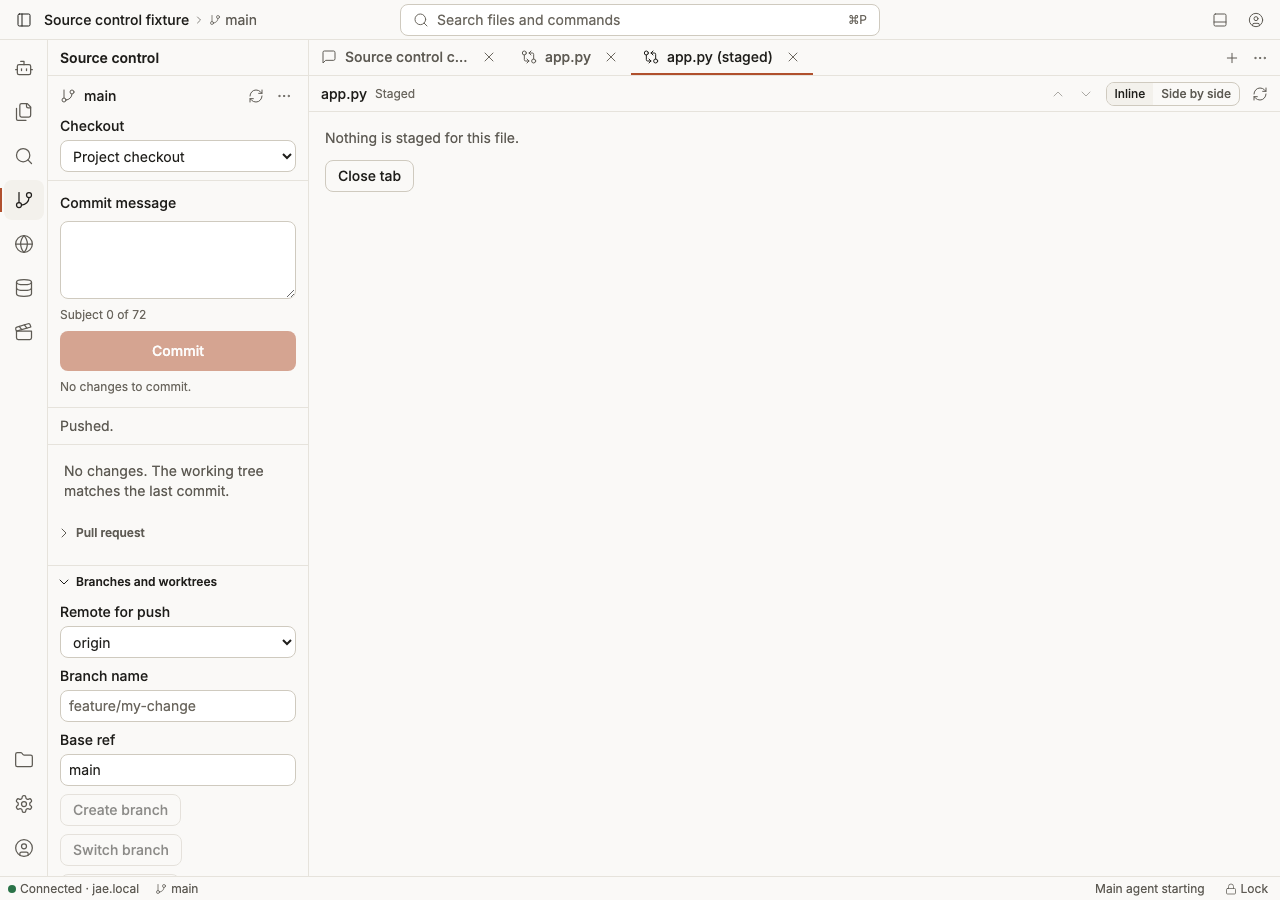 Source control fixture
main
Search files and commands
⌘P
Source control
Source control c...
app.py
app.py (staged)
main
app.py Staged
Inline
Side by side
Checkout
Project checkout
Nothing is staged for this file.
Close tab
Commit message
Subject 0 of 72
Commit
No changes to commit.
Pushed.
No changes. The working tree
matches the last commit.
Pull request
Branches and worktrees
Remote for push
origin
Branch name
feature/my-change
Base ref
main
Create branch
Switch branch
Connected · jae.local
main
Main agent starting
Lock